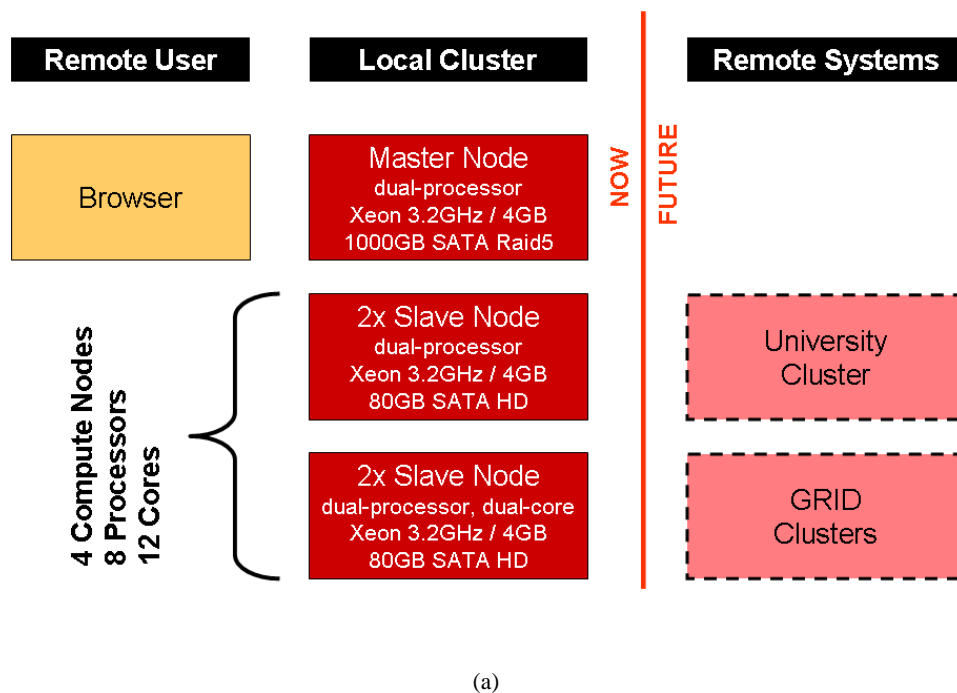 Remote User
Local Cluster
Remote Systems
Browser
Master Node
dual-processor
Xeon 3.2GHz / 4GB
1000GB SATA Raid5
NOW
FUTURE
4 Compute Nodes
8 Processors
12 Cores
2x Slave Node
dual-processor
Xeon 3.2GHz / 4GB
80GB SATA HD
University
Cluster
2x Slave Node
dual-processor, dual-core
Xeon 3.2GHz / 4GB
80GB SATA HD
GRID
Clusters
(a)